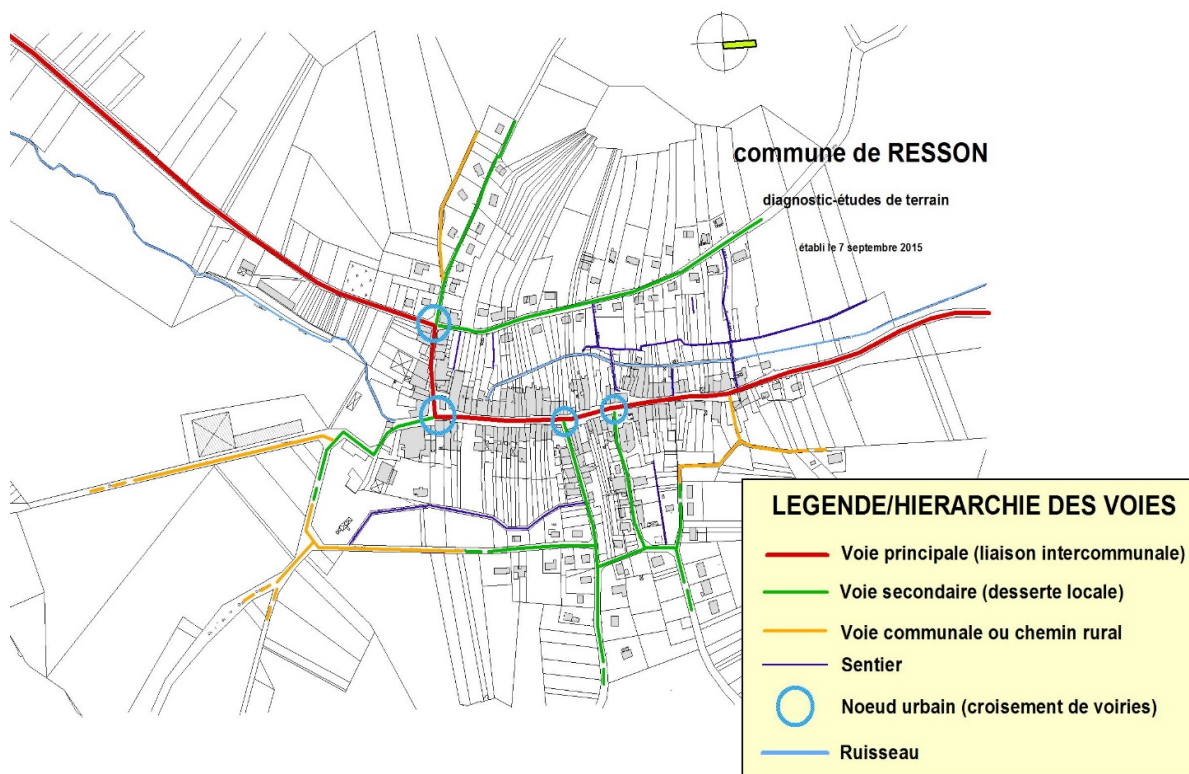 commune de RESSON
diagnostic-études de terrain
établi le 7 septembre 2015
LEGENDE/HIERARCHIE DES VOIES
Voie principale (liaison intercommunale)
Voie secondaire (desserte locale)
Voie communale ou chemin rural
Sentier
Noeud urbain (croisement de voiries)
Ruisseau